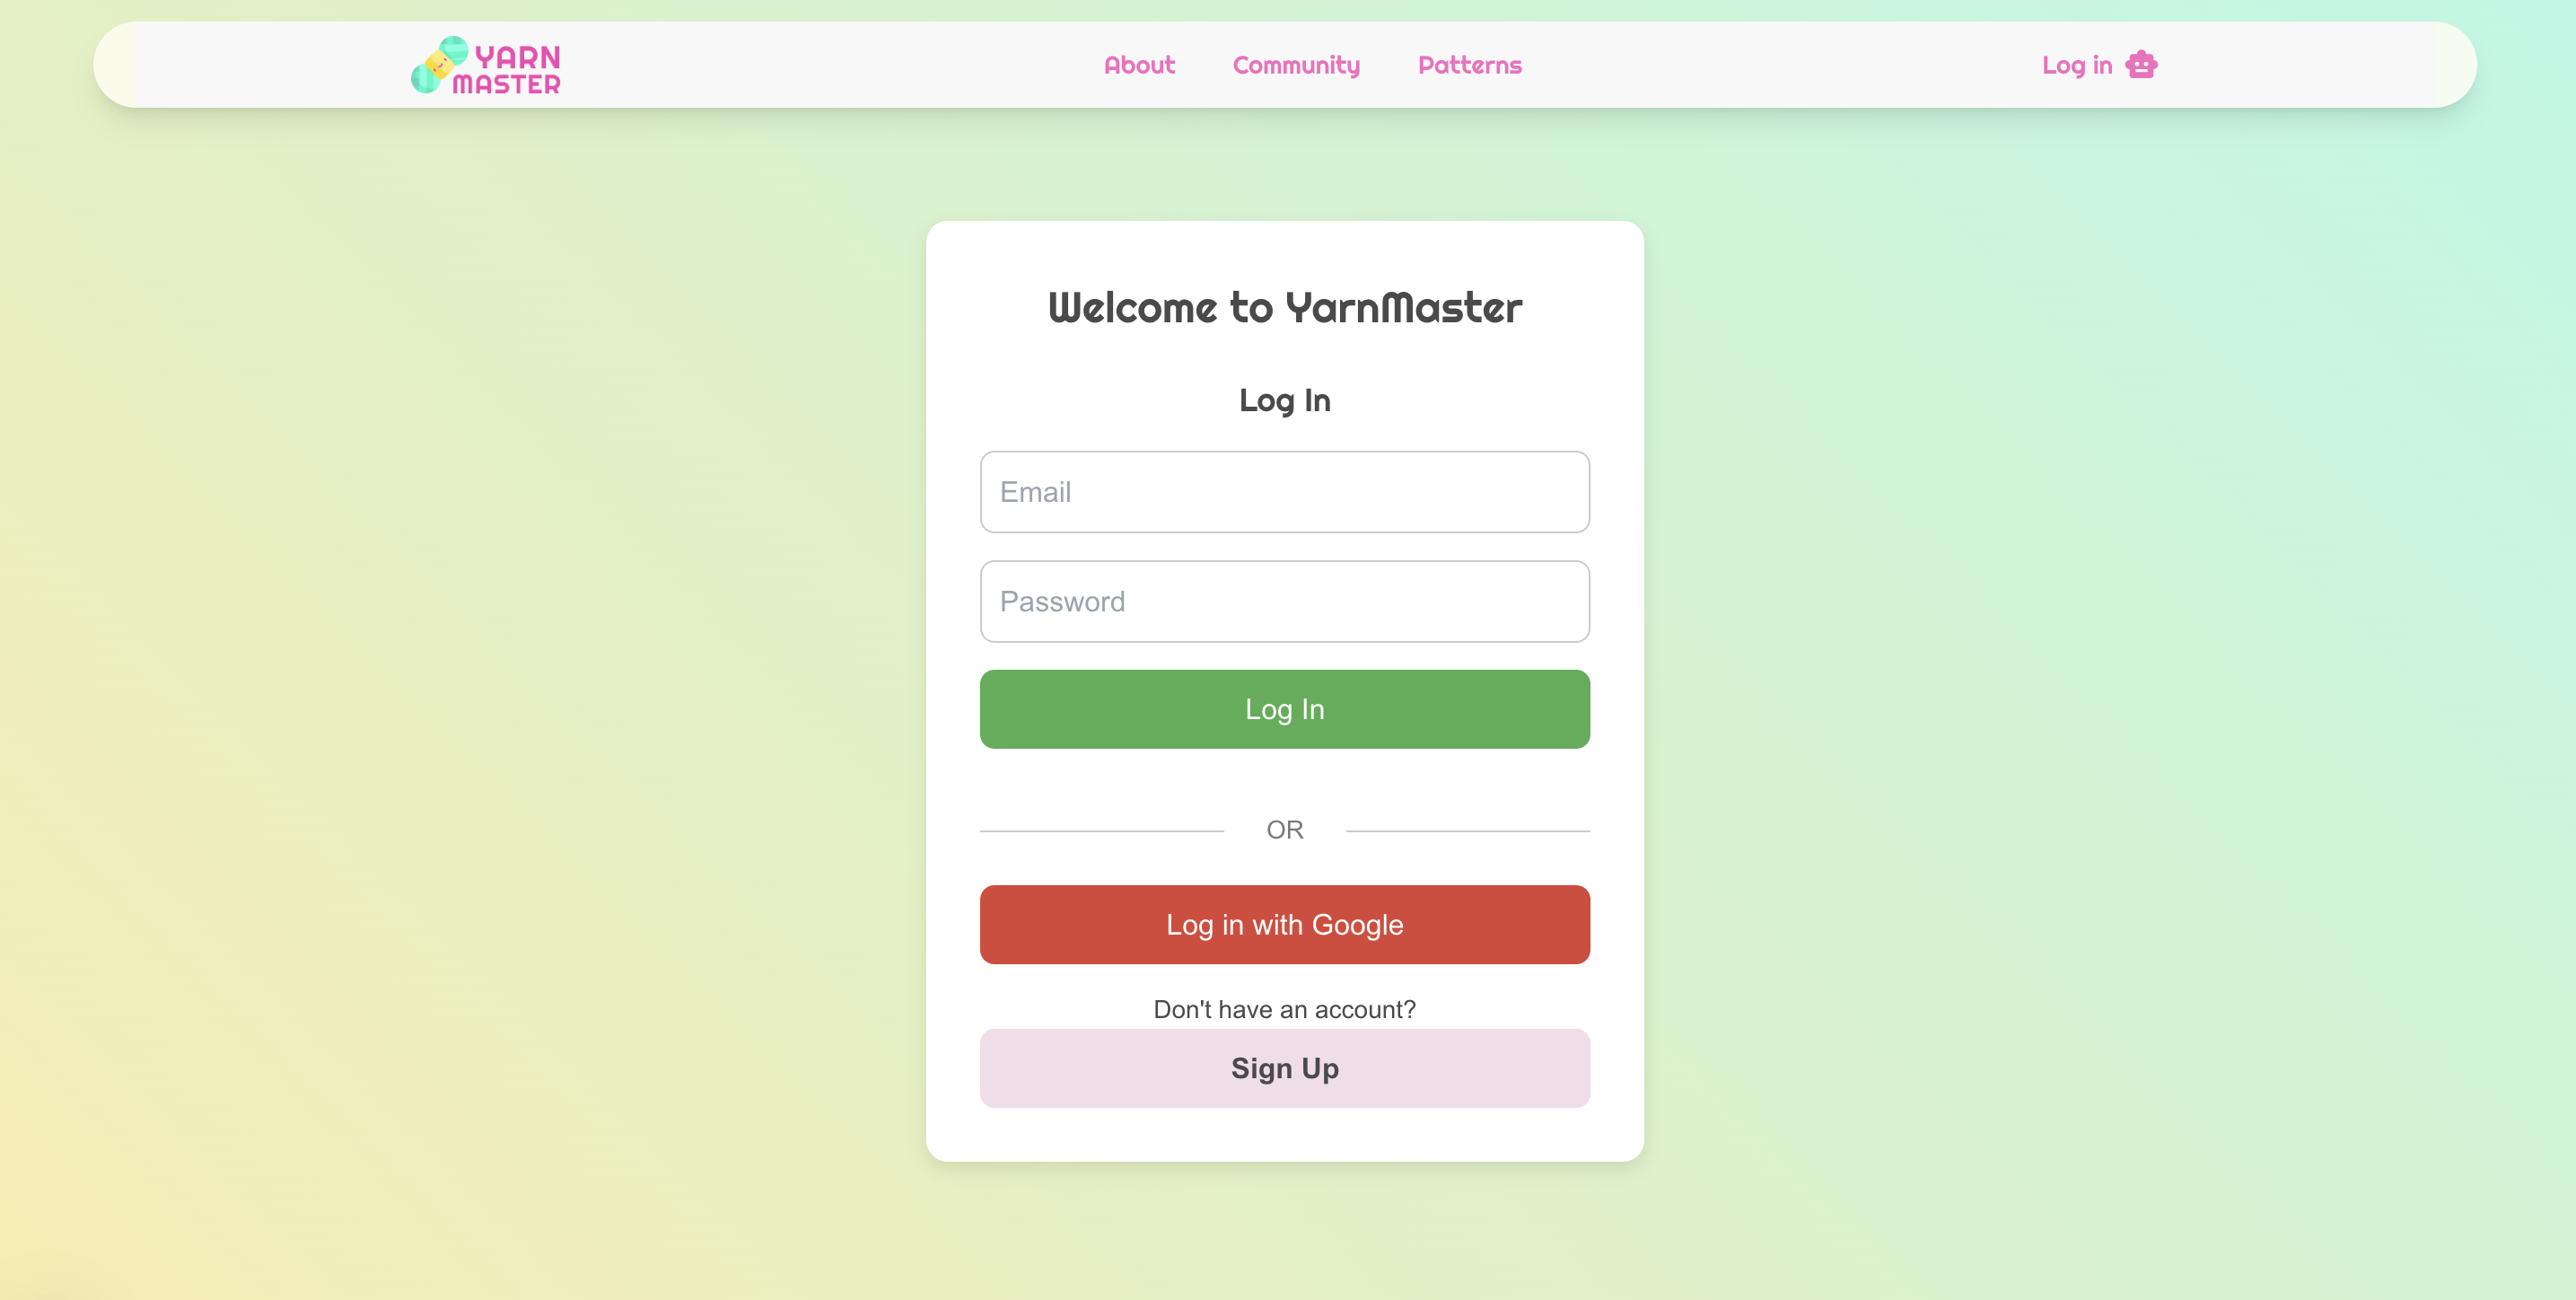 YARN
MASTER
About
Community
Patterns
Log in
Welcome to YarnMaster
Log In
Email
Password
Log In
OR
Log in with Google
Don't have an account?
Sign Up